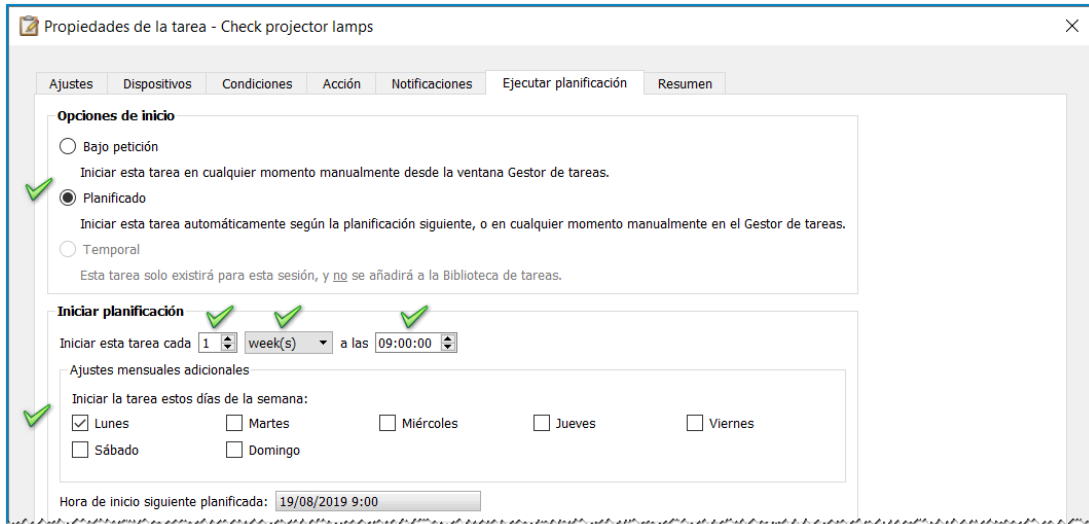 Propiedades de la tarea - Check projector lamps
Ajustes Dispositivos Condiciones Acción Notificaciones Ejecutar planificación Resumen
Opciones de inicio
Bajo petición
Iniciar esta tarea en cualquier momento manualmente desde la ventana Gestor de tareas.
Planificado
Iniciar esta tarea automáticamente según la planificación siguiente, o en cualquier momento manualmente en el Gestor de tareas.
Temporal
Esta tarea solo existirá para esta sesión, y no se añadirá a la Biblioteca de tareas.
Iniciar planificación
Iniciar esta tarea cada 1 week(s) a las 09:00:00
Ajustes mensuales adicionales
Iniciar la tarea estos días de la semana:
Lunes Martes Miércoles Jueves Viernes
Sábado Domingo
Hora de inicio siguiente planificada: 19/08/2019 9:00